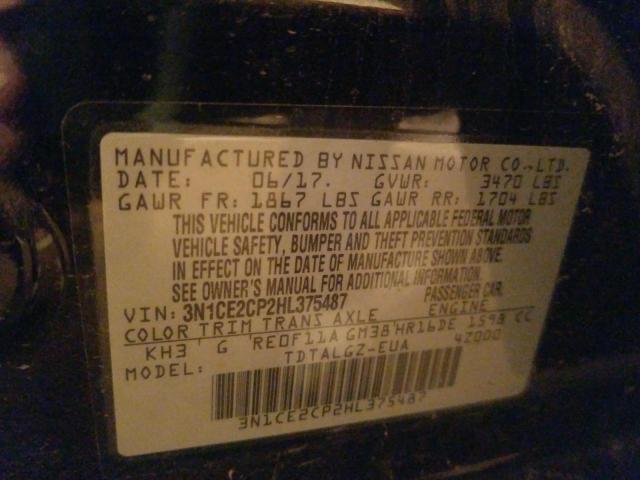 MANUFACTURED BY NISSAN MOTOR CO.,LTD.
DATE: 06/17. GVWR: 3470 LBS
GAWR FR: 1867 LBS GAWR RR: 1704 LBS
THIS VEHICLE CONFORMS TO ALL APPLICABLE FEDERAL MOTOR
VEHICLE SAFETY, BUMPER AND THEFT PREVENTION STANDARDS
IN EFFECT ON THE DATE OF MANUFACTURE SHOWN ABOVE.
SEE OWNER'S MANUAL FOR ADDITIONAL INFORMATION.
VIN: 3N1CE2CP2HL375487 PASSENGER CAR
COLOR TRIM TRANS AXLE ENGINE
KH3 ' G 'RE0F11A GM38'HR16DE 1598 CC
MODEL: TDTALGZ-EUA 42000
3N1CE2CP2HL375487